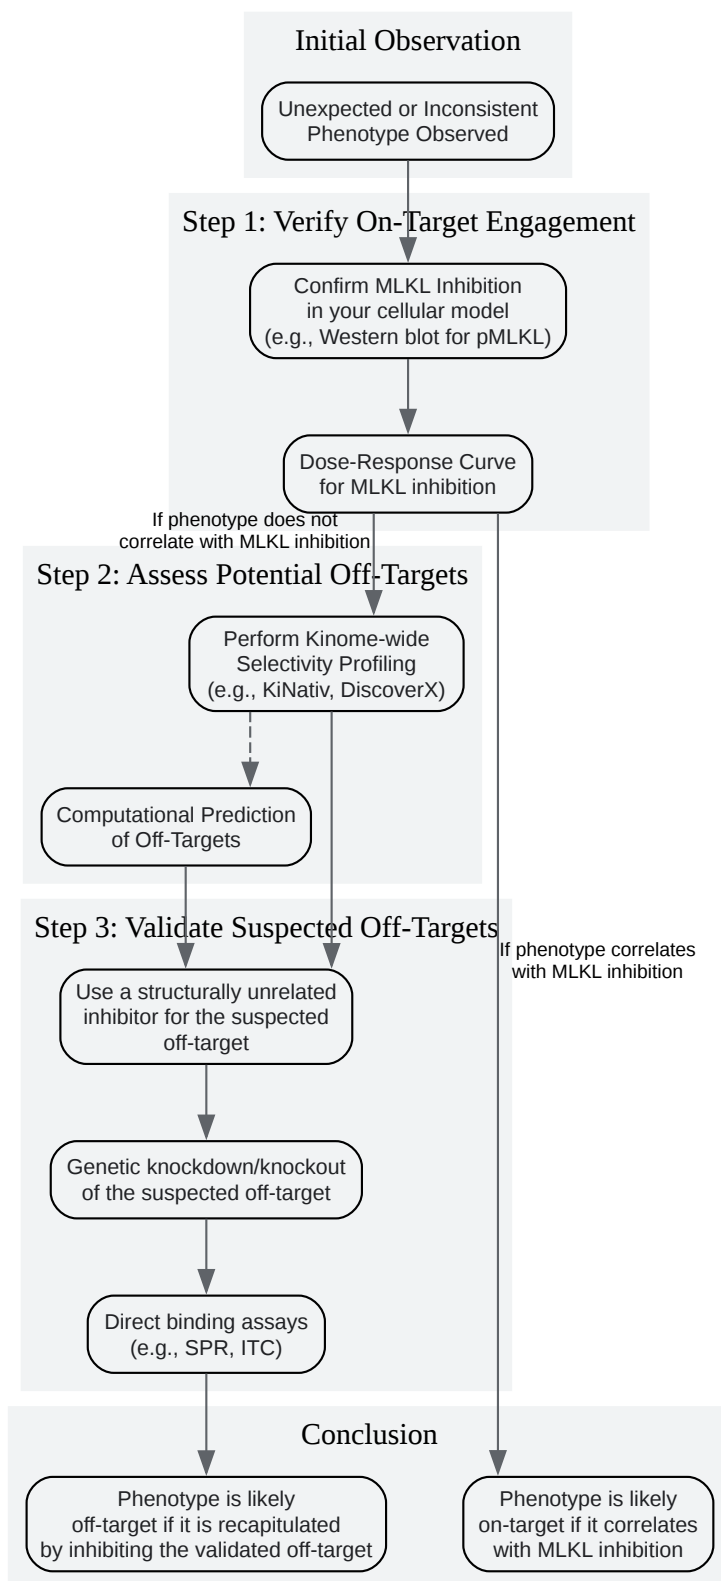 Initial Observation
Unexpected or Inconsistent
Phenotype Observed
Step 1: Verify On-Target Engagement
Confirm MLKL Inhibition
in your cellular model
(e.g., Western blot for pMLKL)
Dose-Response Curve
for MLKL inhibition
If phenotype does not
correlate with MLKL inhibition
Step 2: Assess Potential Off-Targets
Perform Kinome-wide
Selectivity Profiling
(e.g., KiNativ, DiscoverX)
Computational Prediction
of Off-Targets
Step 3: Validate Suspected Off-Targets
If phenotype correlates
with MLKL inhibition
Use a structurally unrelated
inhibitor for the suspected
off-target
Genetic knockdown/knockout
of the suspected off-target
Direct binding assays
(e.g., SPR, ITC)
Conclusion
Phenotype is likely
off-target if it is recapitulated
by inhibiting the validated off-target
Phenotype is likely
on-target if it correlates
with MLKL inhibition